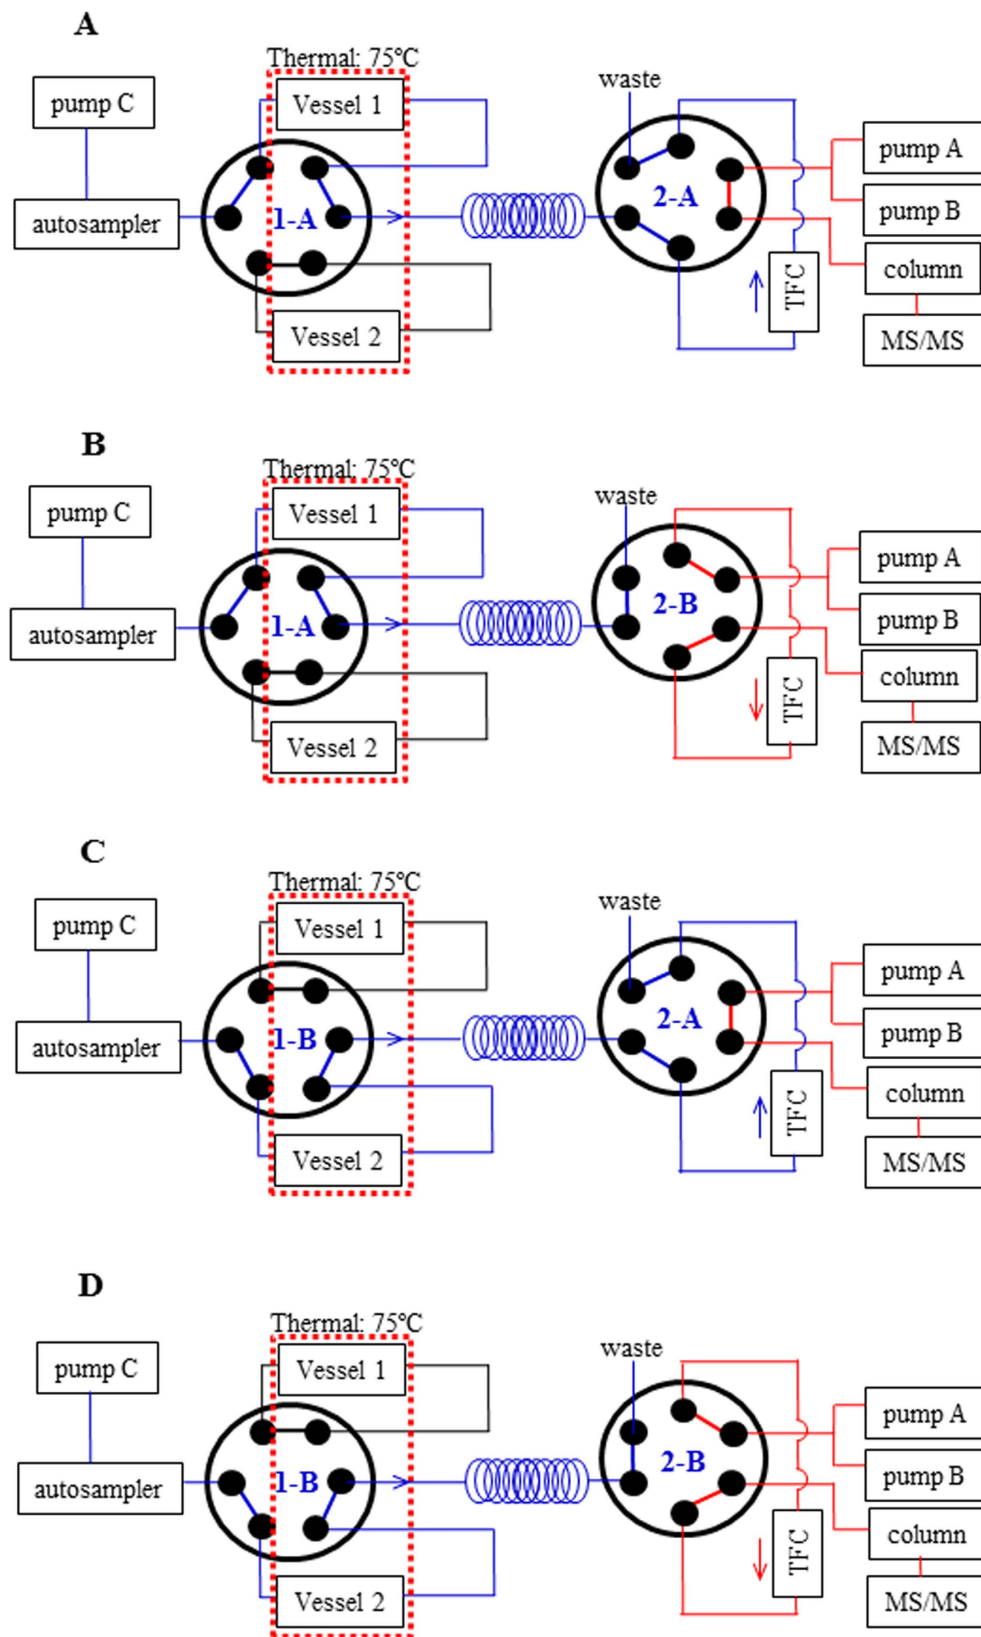 A
Thermal: 75°C
pump C
Vessel 1
waste
pump A
1-A
2-A
pump B
autosampler
column
TFC
Vessel 2
MS/MS
B
Thermal: 75°C
pump C
Vessel 1
waste
pump A
1-A
2-B
pump B
autosampler
column
TFC
Vessel 2
MS/MS
C
Thermal: 75°C
pump C
Vessel 1
waste
pump A
1-B
2-A
pump B
autosampler
column
TFC
Vessel 2
MS/MS
D
Thermal: 75°C
pump C
Vessel 1
waste
pump A
1-B
2-B
pump B
autosampler
column
TFC
Vessel 2
MS/MS